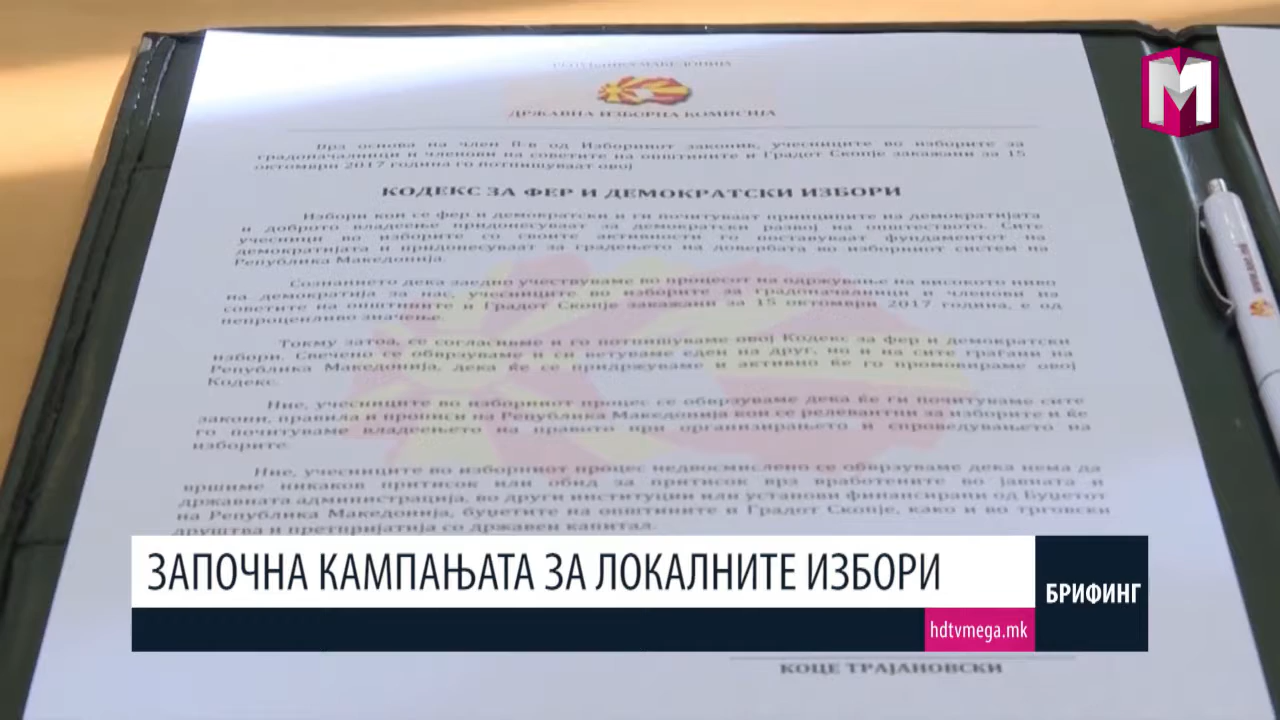 РЕПУБЛИКА МАКЕДОНИЈА
ДРЖАВНА ИЗБОРНА КОМИСИЈА
Врз основа на член 8-в од Изборниот законик, учесниците во изборите за
градоначалници и членови на советите на општините и Градот Скопје закажани за 15
октомври 2017 година го потпишуваат овој
КОДЕКС ЗА ФЕР И ДЕМОКРАТСКИ ИЗБОРИ
Избори кои се фер и демократски и ги почитуваат принципите на демократијата
и доброто владеење придонесуваат за демократски развој на општеството. Сите
учесници во изборите со своите активности го поставуваат фундаментот на
демократијата и придонесуваат за градењето на довербата во изборниот систем на
Република Македонија.
Сознанието дека заедно учествуваме во процесот на одржување на високото ниво
на демократија за нас, учесниците во изборите за градоначалници и членови на
советите на општините и Градот Скопје закажани за 15 октомври 2017 година, е од
непроценливо значење.
Токму затоа, се согласивме и го потпишуваме овој Кодекс за фер и демократски
избори. Свечено се обврзуваме и си ветуваме еден на друг, но и на сите граѓани на
Република Македонија, дека ќе се придржуваме и активно ќе го промовираме овој
Кодекс.
Ние, учесниците во изборниот процес се обврзуваме дека ќе ги почитуваме сите
закони, правила и прописи на Република Македонија кои се релевантни за изборите и ќе
го почитуваме владеењето на правото при организирањето и спроведувањето на
изборите.
Ние, учесниците во изборниот процес недвосмислено се обврзуваме дека нема да
вршиме никаков притисок или обид за притисок врз вработените во јавната и
државната администрација, во други институции или установи финансирани од Буџетот
на Република Македонија, буџетите на општините и Градот Скопје, како и во трговски
друштва и претпријатија со државен капитал.
ЗАПОЧНА КАМПАЊАТА ЗА ЛОКАЛНИТЕ ИЗБОРИ
БРИФИНГ
hdtvmega.mk
КОЦЕ ТРАЈАНОВСКИ